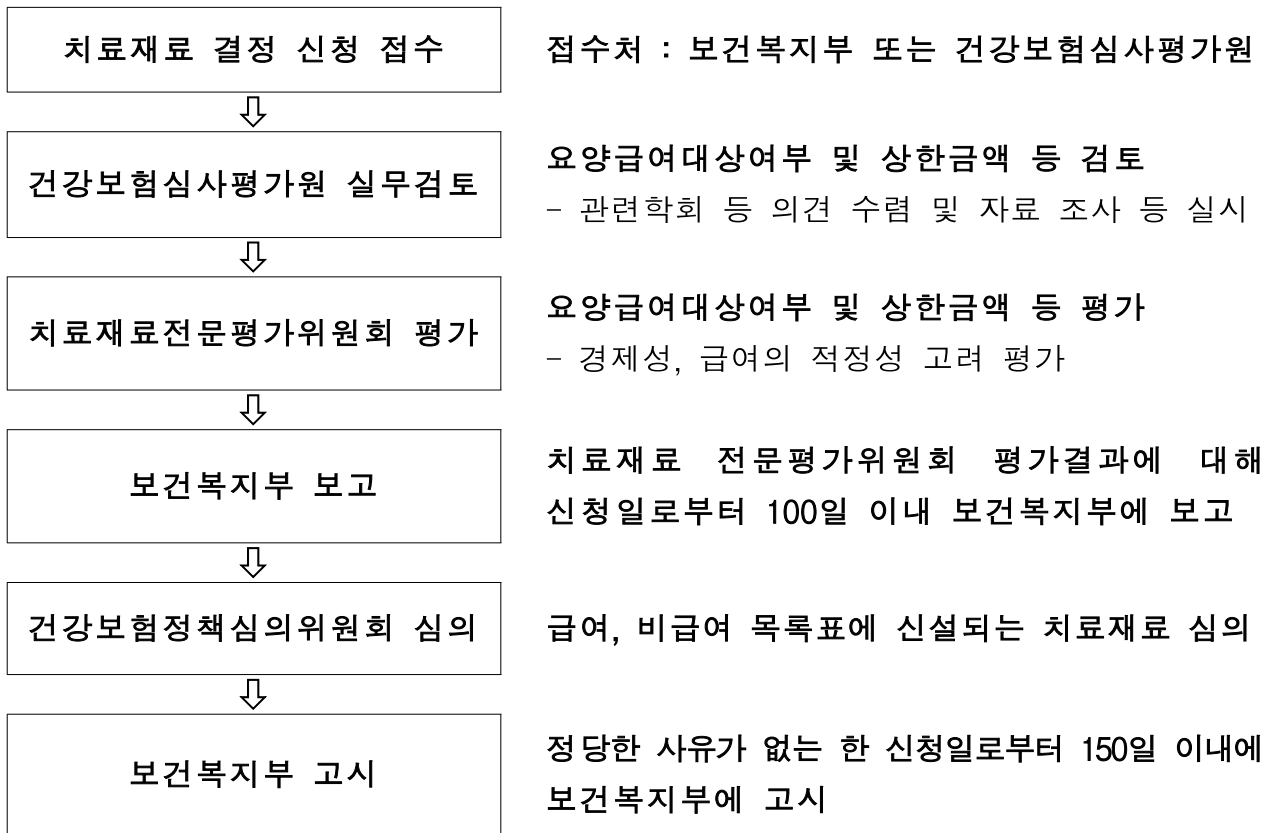 치료재료 결정 신청 접수
접수처 : 보건복지부 또는 건강보험심사평가원
⇩
건강보험심사평가원 실무검토
요양급여대상여부 및 상한금액 등 검토
- 관련학회 등 의견 수렴 및 자료 조사 등 실시
⇩
치료재료전문평가위원회 평가
요양급여대상여부 및 상한금액 등 평가
- 경제성, 급여의 적정성 고려 평가
⇩
보건복지부 보고
치료재료 전문평가위원회 평가결과에 대해
신청일로부터 100일 이내 보건복지부에 보고
⇩
건강보험정책심의위원회 심의
급여, 비급여 목록표에 신설되는 치료재료 심의
⇩
보건복지부 고시
정당한 사유가 없는 한 신청일로부터 150일 이내에
보건복지부에 고시